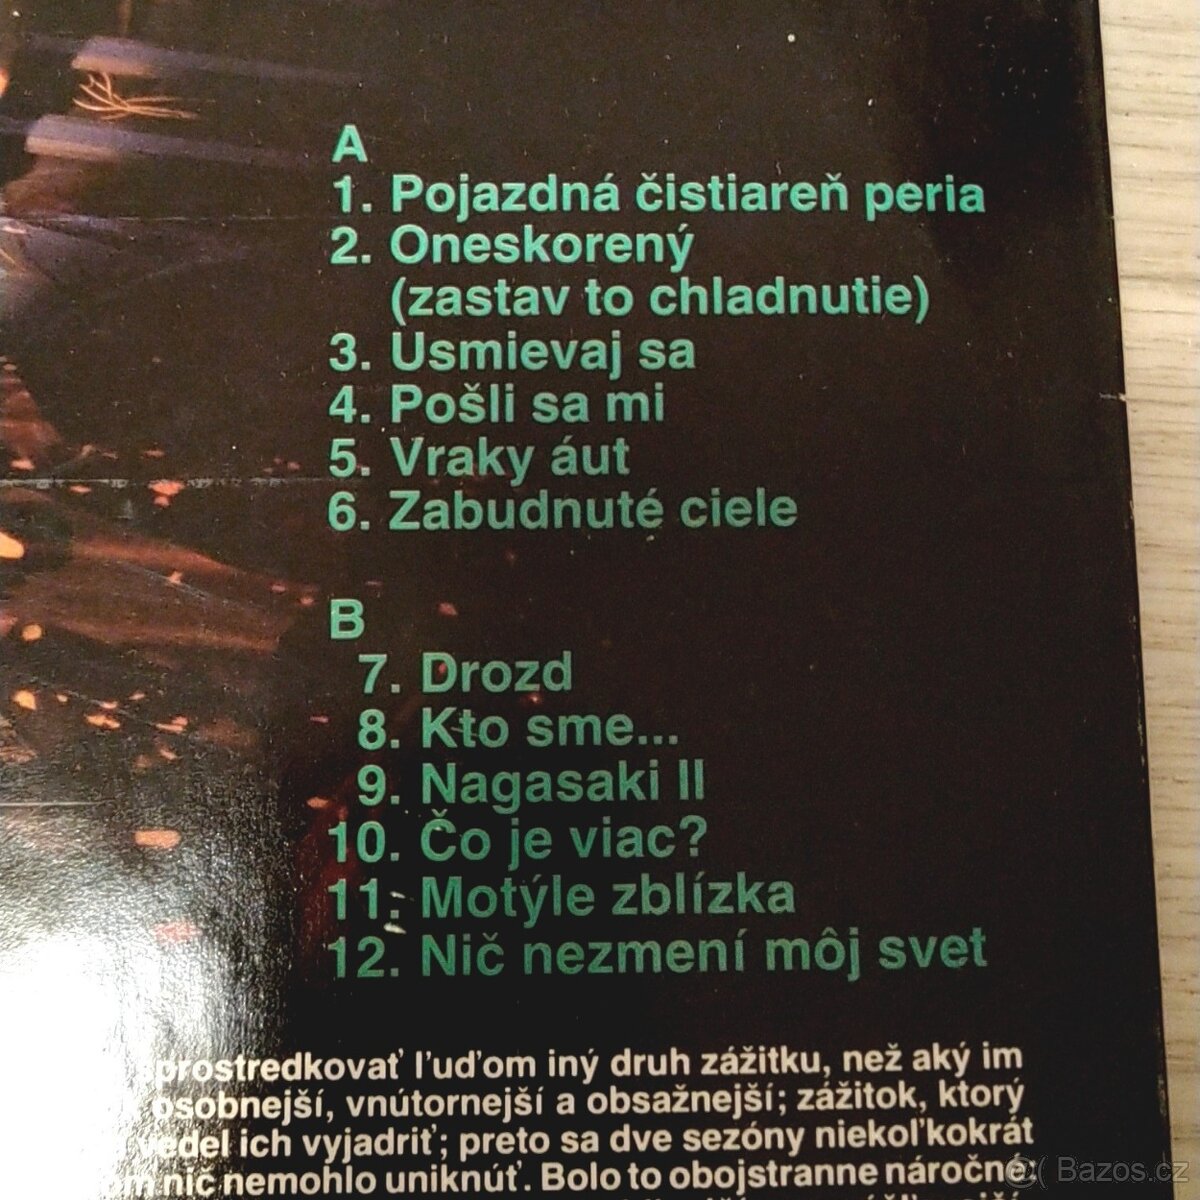 A
1. Pojazdná čistiareň peria
2. Oneskorený
(zastav to chladnutie)
3. Usmievaj sa
4. Pošli sa mi
5. Vraky áut
6. Zabudnuté ciele
B
7. Drozd
8. Kto sme...
9. Nagasaki II
10. Čo je viac?
11. Motýle zblízka
12. Nič nezmení môj svet
prostredkovať ľuďom iný druh zážitku, než aký im
osobnejší, vnútornejší a obsažnejší; zážitok, ktorý
vedel ich vyjadriť; preto sa dve sezóny niekoľkokrát
om nič nemohlo uniknúť. Bolo to obojstranne náročné
Bazos.cz